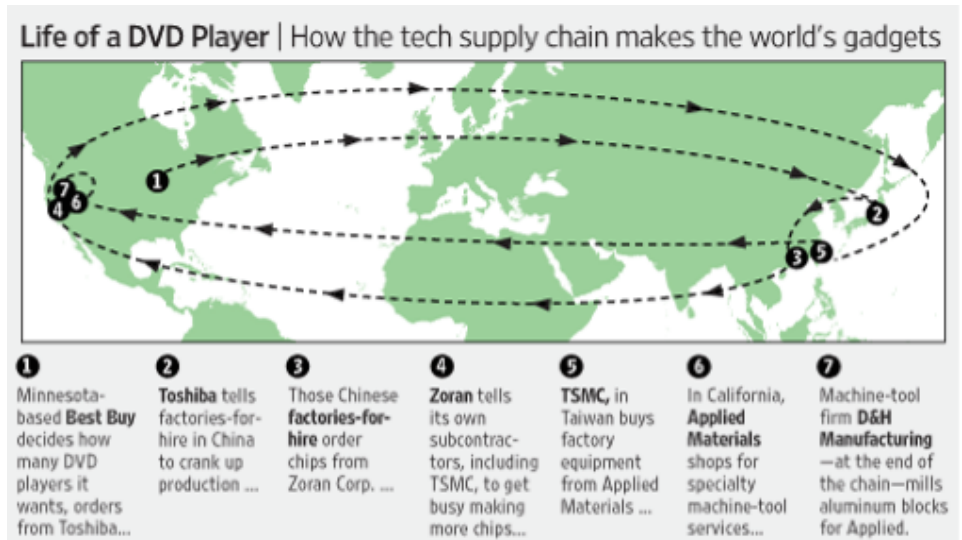 Life of a DVD Player | How the tech supply chain makes the world's gadgets
1
2
3
4
5
6
7
1
Minnesota-
based Best Buy
decides how
many DVD
players it
wants, orders
from Toshiba...
2
Toshiba tells
factories-for-
hire in China
to crank up
production ...
3
Those Chinese
factories-for-
hire order
chips from
Zoran Corp. ...
4
Zoran tells
its own
subcontrac-
tors, including
TSMC, to get
busy making
more chips...
5
TSMC, in
Taiwan buys
factory
equipment
from Applied
Materials ...
6
In California,
Applied
Materials
shops for
specialty
machine-tool
services...
7
Machine-tool
firm D&H
Manufacturing
—at the end of
the chain—mills
aluminum blocks
for Applied.